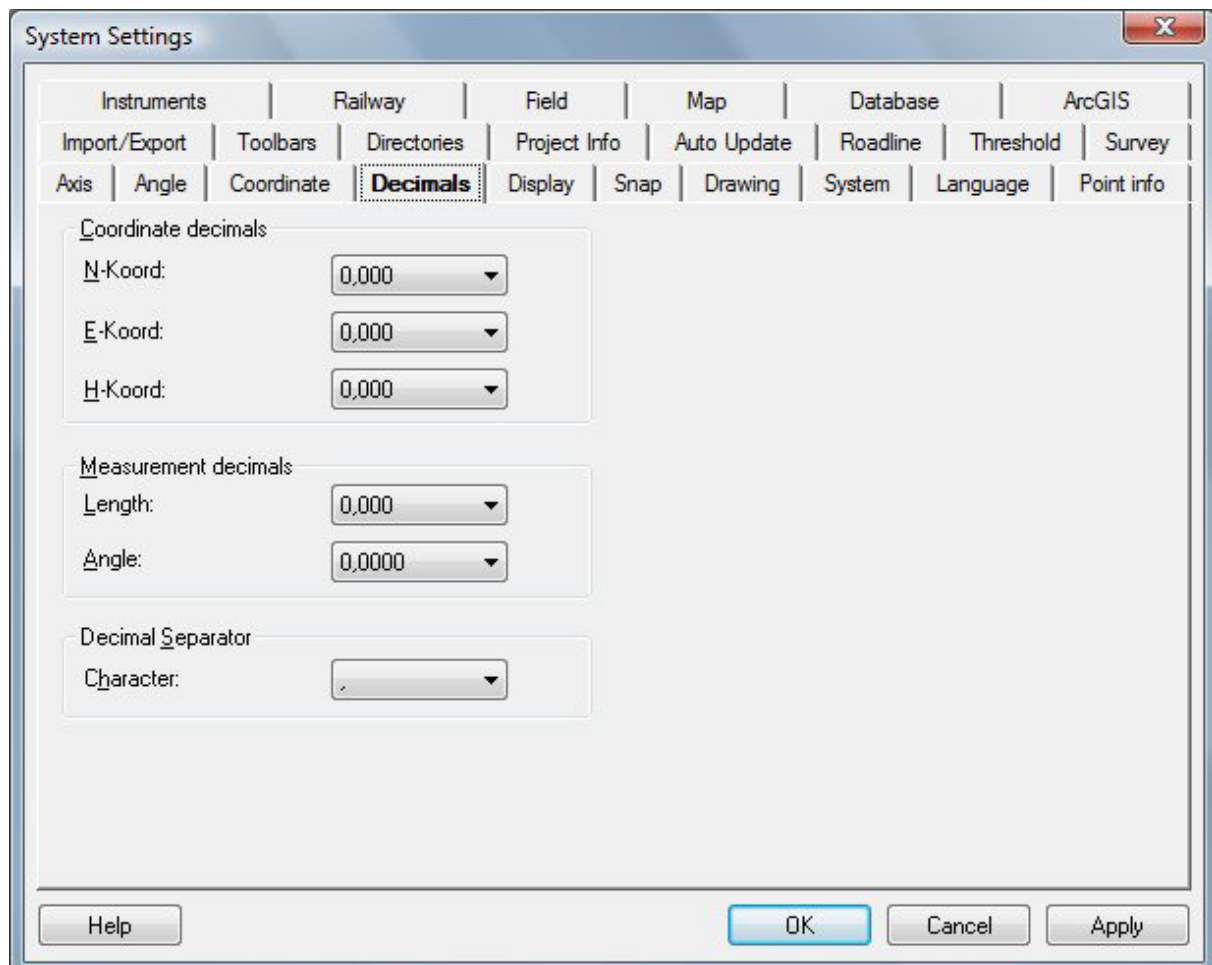 System Settings
Instruments Railway Field Map Database ArcGIS
Import/Export Toolbars Directories Project Info Auto Update Roadline Threshold Survey
Axis Angle Coordinate Decimals Display Snap Drawing System Language Point info
Coordinate decimals
N-Koord: 0,000
E-Koord: 0,000
H-Koord: 0,000
Measurement decimals
Length: 0,000
Angle: 0,0000
Decimal Separator
Character: ,
Help OK Cancel Apply